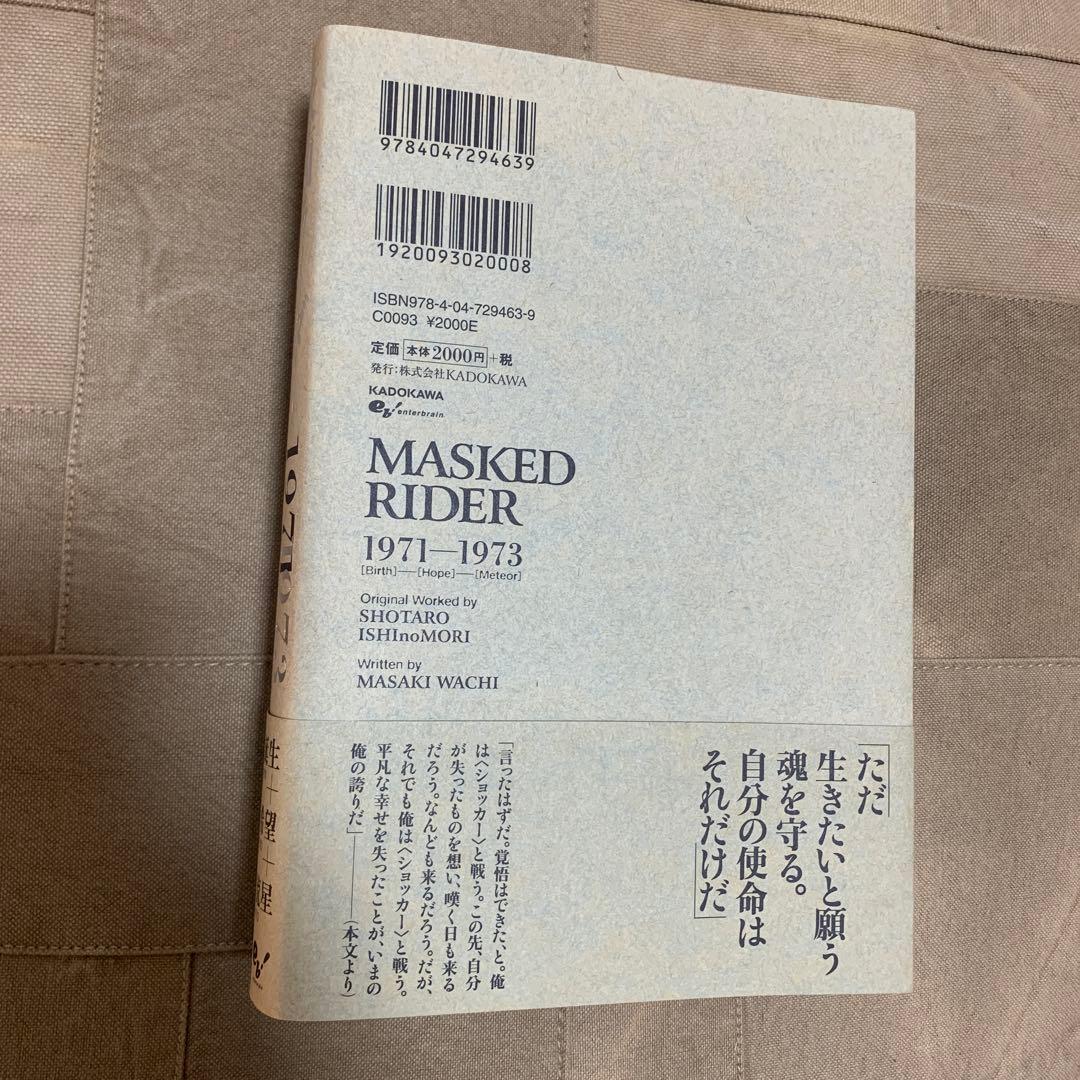 9784047294639
1920093020008
ISBN978-4-04-729463-9
C0093 ¥2000E
定価 本体2000円+税
発行:株式会社KADOKAWA
KADOKAWA
eb! enterbrain
MASKED
RIDER
1971—1973
[Birth]—[Hope]—[Meteor]
Original Worked by
SHOTARO
ISHInoMORI
Written by
MASAKI WACHI
「ただ
生きたいと願う
魂を守る。
自分の使命は
それだけだ」
「言ったはずだ。覚悟はできた、と。俺
は〈ショッカー〉と戦う。この先、自分
が失ったものを想い、嘆く日も来る
だろう。なんども来るだろう。だが、
それでも俺は〈ショッカー〉と戦う。
平凡な幸せを失ったことが、いまの
俺の誇りだ」――(本文より)
生―望―星
eb!